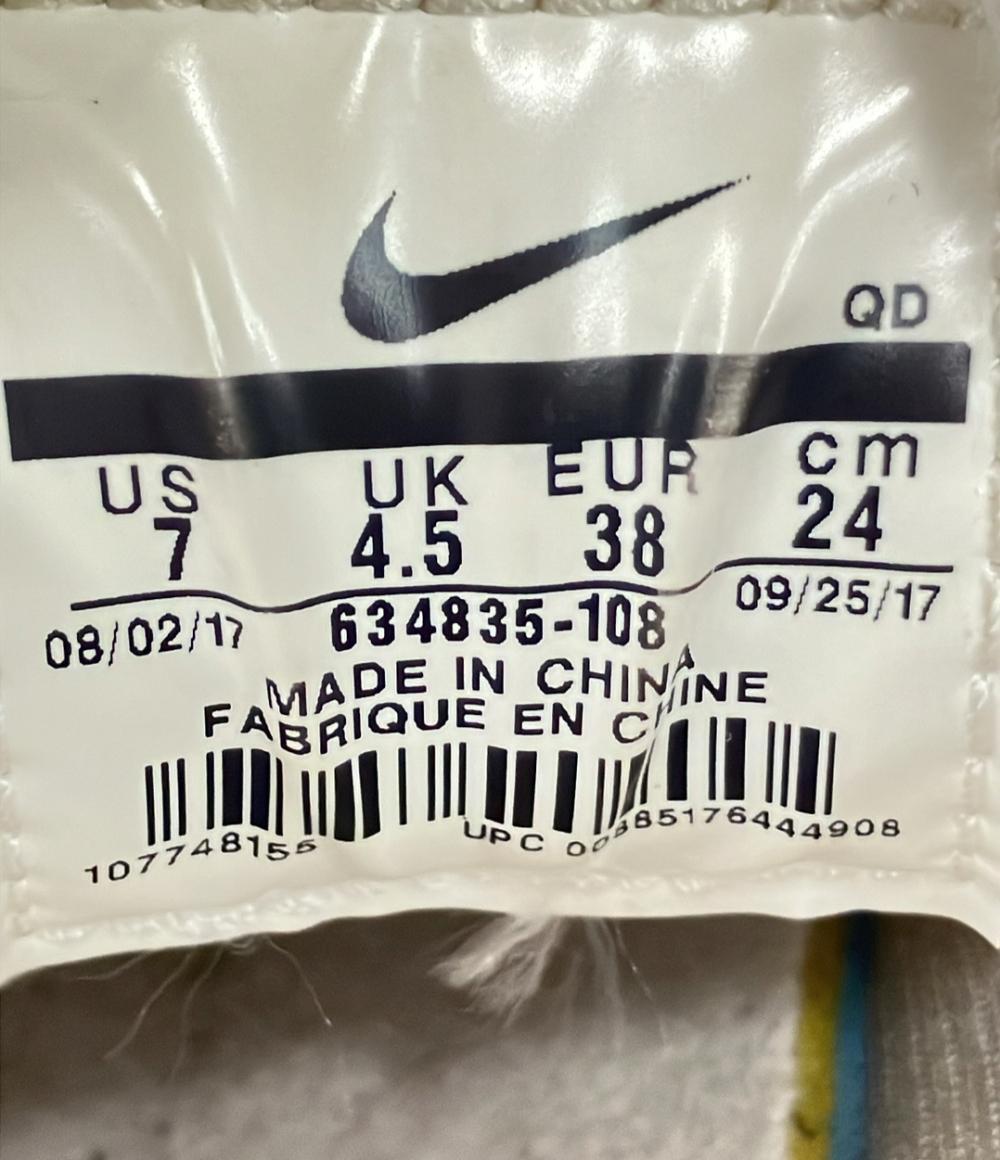 QD
US UK EUR cm
7 4.5 38 24
08/02/17 634835-108 09/25/17
MADE IN CHINA
FABRIQUE EN CHINE
107748155 UPC 00885176444908